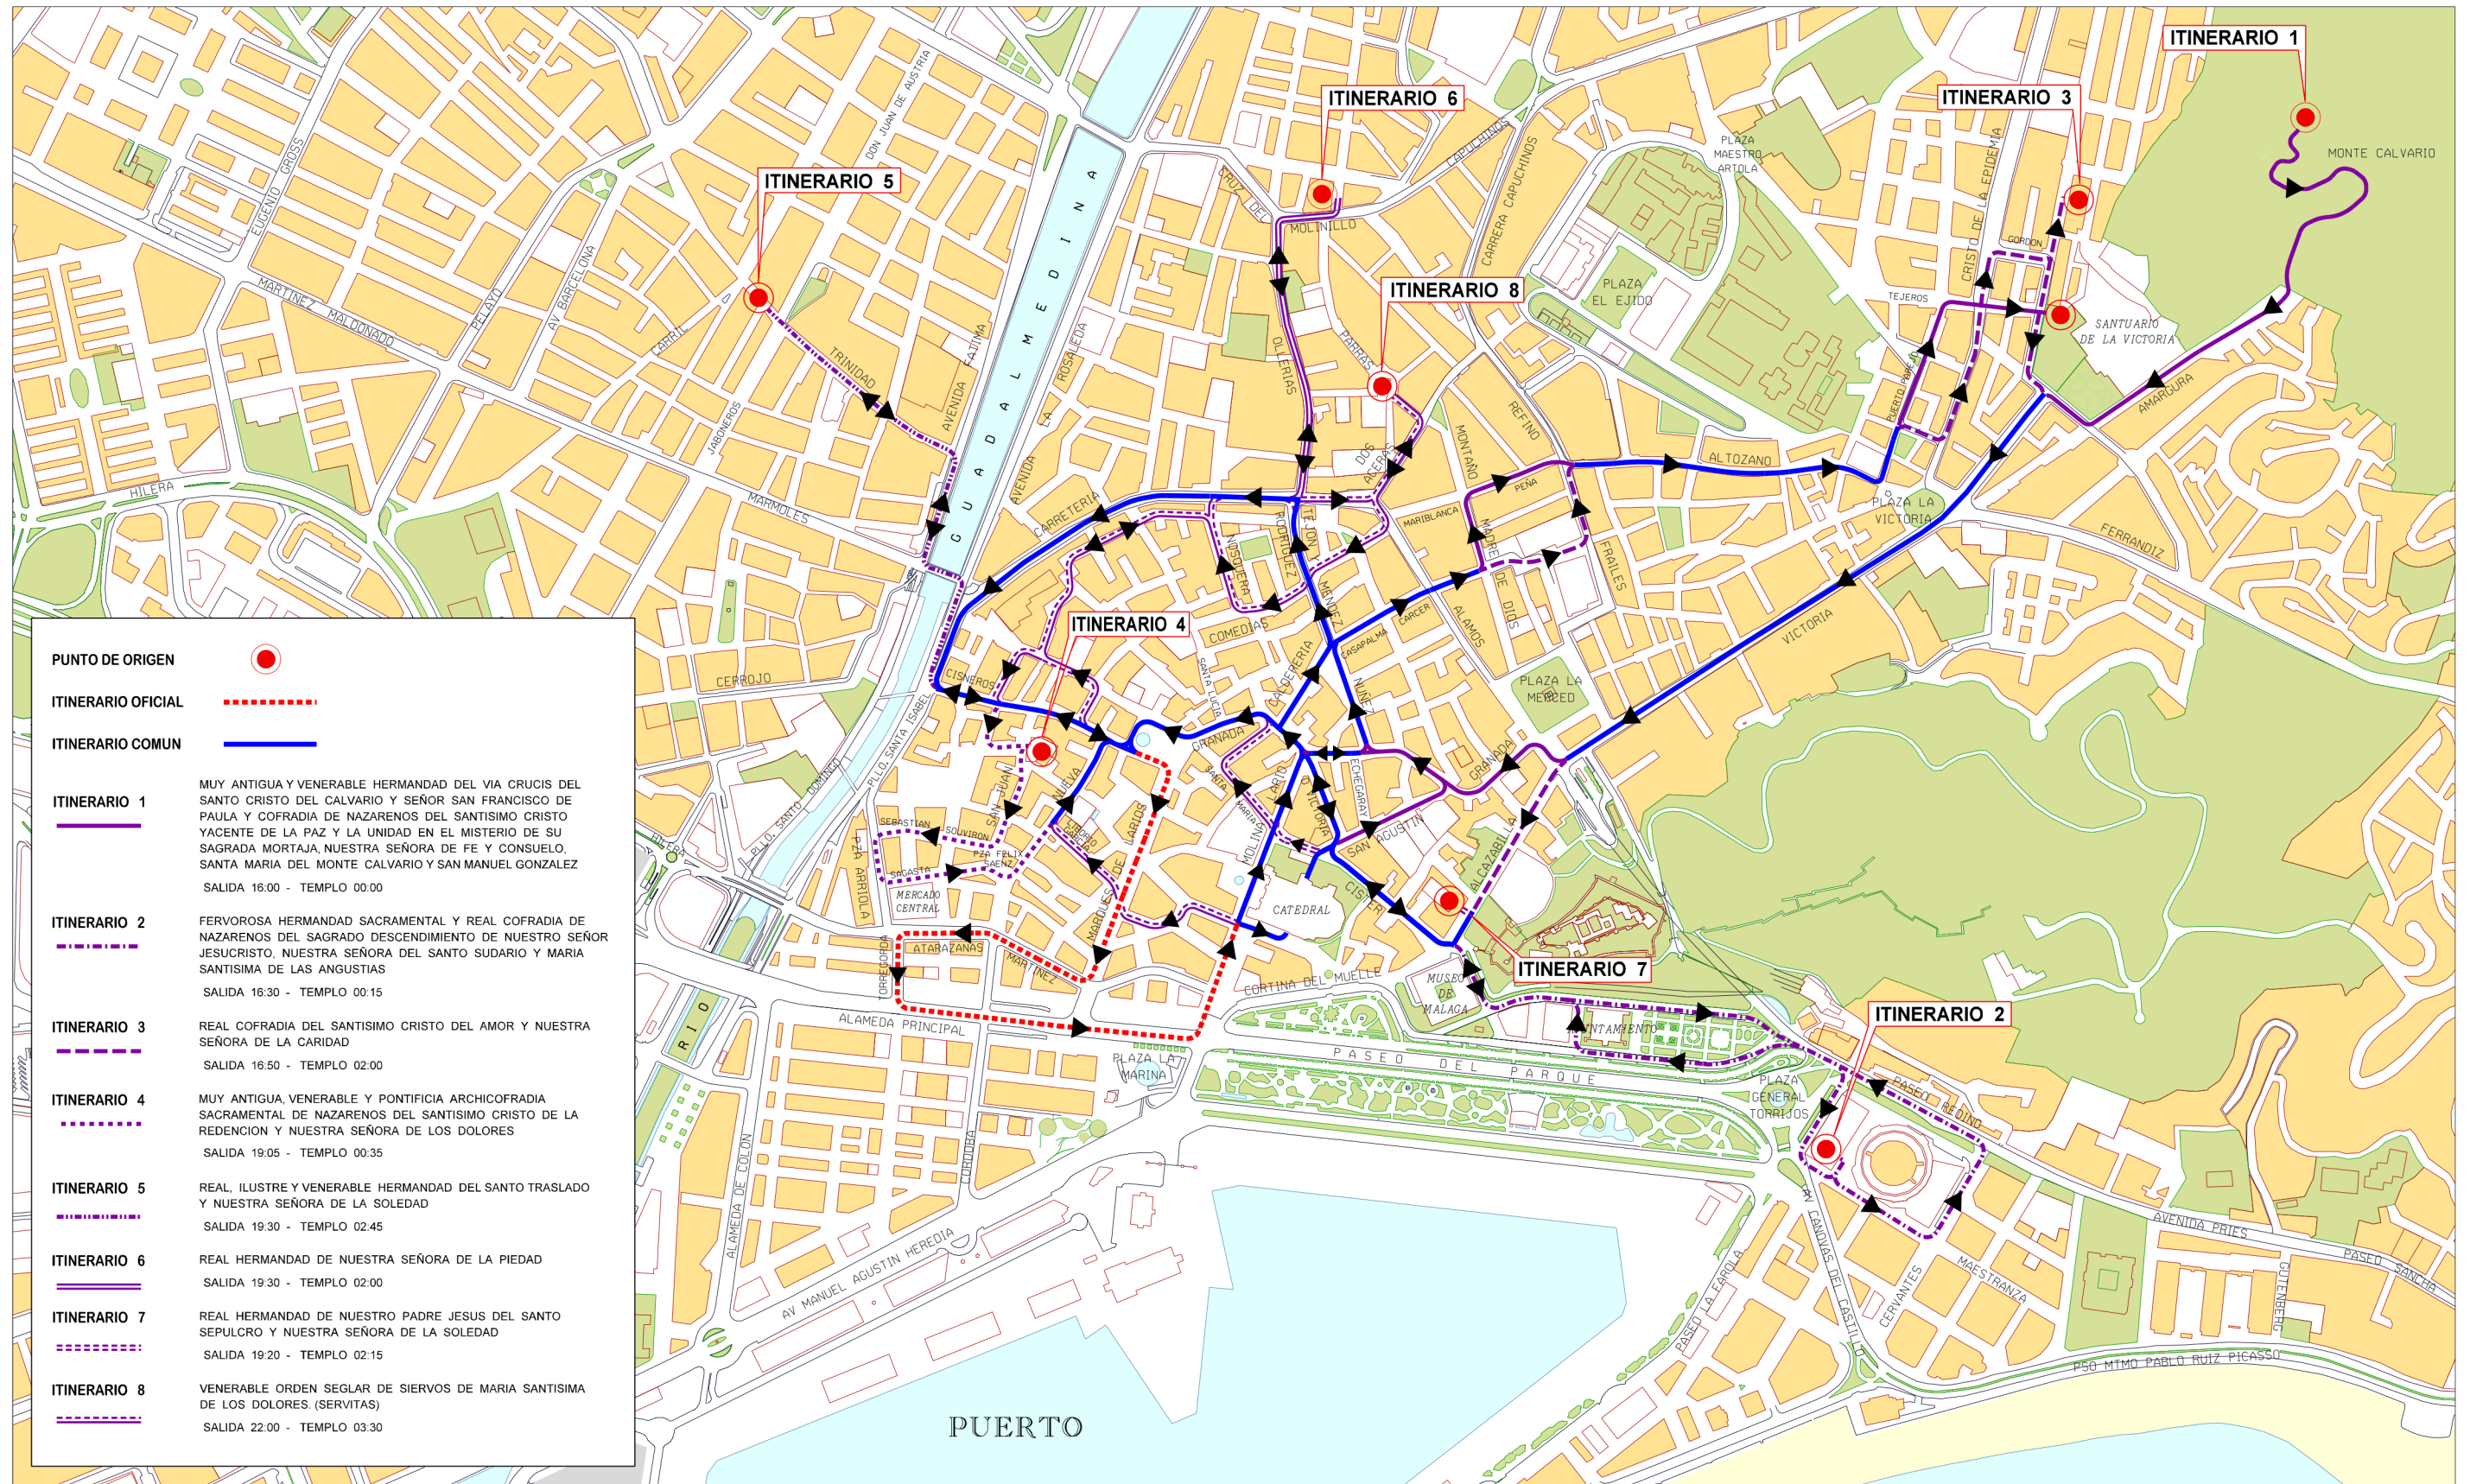 ITINERARIO 1
ITINERARIO 3
ITINERARIO 6
ITINERARIO 5
ITINERARIO 8
ITINERARIO 4
ITINERARIO 7
ITINERARIO 2
MONTE CALVARIO
PLAZA
MAESTRO
ARTOLA
CAPUCHINOS
CARRERA CAPUCHINOS
CRUZ DEL
MOLINILLO
DON JUAN DE AUSTRIA
EUGENIO GROSS
CRISTO DE LA EPIDEMIA
GORDON
TEJEROS
SANTUARIO
DE LA VICTORIA
AMARGURA
PLAZA
EL EJIDO
PARRAS
OLLERIAS
GUADALMEDINA
AVENIDA LA ROSALEDA
AVENIDA FATIMA
TRINIDAD
CARRIL
AV BARCELONA
PELAYO
MARTINEZ MALDONADO
JABONEROS
MARMOLES
HILERA
REFINO
MONTAÑO
DOS
ACERAS
ALTOZANO
PUERTO PAREJO
PLAZA LA
VICTORIA
FERRANDIZ
VICTORIA
PEÑA
MARIBLANCA
MADRE DE DIOS
FRAILES
CARRETERIA
NOSQUERA
RODRIGUEZ
TEJON Y
MENDEZ
COMEDIAS
CARCER
CASAPALMA
ALAMOS
PLAZA LA
MERCED
CALDERERIA
SANTA LUCIA
NUÑEZ
GRANADA
GRANADA
CERROJO
CISNEROS
PLLO. SANTA ISABEL
PLLO. SANTO DOMINGO
HILERA
SAN JUAN
NUEVA
SEBASTIAN
SOUVIRON
PZA FELIX
SAENZ
SAGASTA
MERCADO
CENTRAL
PZA ARRIOLA
LIBORIO
GARCIA
MARQUES DE LARIOS
SANTA
MARIA
MOLINA
LARIO
ECHEGARAY
SAN AGUSTIN
ALCAZABILLA
CATEDRAL
CISTER
ATARAZANAS
MARTINEZ
TORREGORDA
ALAMEDA PRINCIPAL
CORTINA DEL MUELLE
MUSEO
DE
MALAGA
AYUNTAMIENTO
PASEO DEL PARQUE
PLAZA LA
MARINA
PLAZA
GENERAL
TORRIJOS
PASEO REDING
RIO
ALAMEDA DE COLON
CORDOBA
AV MANUEL AGUSTIN HEREDIA
AV CANOVAS DEL CASTILLO
PASEO LA FAROLA
CERVANTES
MAESTRANZA
AVENIDA PRIES
PASEO SANCHA
GUTENBERG
PSO MTMO PABLO RUIZ PICASSO
PUERTO
PUNTO DE ORIGEN
ITINERARIO OFICIAL
ITINERARIO COMUN
ITINERARIO 1
MUY ANTIGUA Y VENERABLE HERMANDAD DEL VIA CRUCIS DEL
SANTO CRISTO DEL CALVARIO Y SEÑOR SAN FRANCISCO DE
PAULA Y COFRADIA DE NAZARENOS DEL SANTISIMO CRISTO
YACENTE DE LA PAZ Y LA UNIDAD EN EL MISTERIO DE SU
SAGRADA MORTAJA, NUESTRA SEÑORA DE FE Y CONSUELO,
SANTA MARIA DEL MONTE CALVARIO Y SAN MANUEL GONZALEZ
SALIDA 16:00 - TEMPLO 00:00
ITINERARIO 2
FERVOROSA HERMANDAD SACRAMENTAL Y REAL COFRADIA DE
NAZARENOS DEL SAGRADO DESCENDIMIENTO DE NUESTRO SEÑOR
JESUCRISTO, NUESTRA SEÑORA DEL SANTO SUDARIO Y MARIA
SANTISIMA DE LAS ANGUSTIAS
SALIDA 16:30 - TEMPLO 00:15
ITINERARIO 3
REAL COFRADIA DEL SANTISIMO CRISTO DEL AMOR Y NUESTRA
SEÑORA DE LA CARIDAD
SALIDA 16:50 - TEMPLO 02:00
ITINERARIO 4
MUY ANTIGUA, VENERABLE Y PONTIFICIA ARCHICOFRADIA
SACRAMENTAL DE NAZARENOS DEL SANTISIMO CRISTO DE LA
REDENCION Y NUESTRA SEÑORA DE LOS DOLORES
SALIDA 19:05 - TEMPLO 00:35
ITINERARIO 5
REAL, ILUSTRE Y VENERABLE HERMANDAD DEL SANTO TRASLADO
Y NUESTRA SEÑORA DE LA SOLEDAD
SALIDA 19:30 - TEMPLO 02:45
ITINERARIO 6
REAL HERMANDAD DE NUESTRA SEÑORA DE LA PIEDAD
SALIDA 19:30 - TEMPLO 02:00
ITINERARIO 7
REAL HERMANDAD DE NUESTRO PADRE JESUS DEL SANTO
SEPULCRO Y NUESTRA SEÑORA DE LA SOLEDAD
SALIDA 19:20 - TEMPLO 02:15
ITINERARIO 8
VENERABLE ORDEN SEGLAR DE SIERVOS DE MARIA SANTISIMA
DE LOS DOLORES. (SERVITAS)
SALIDA 22:00 - TEMPLO 03:30